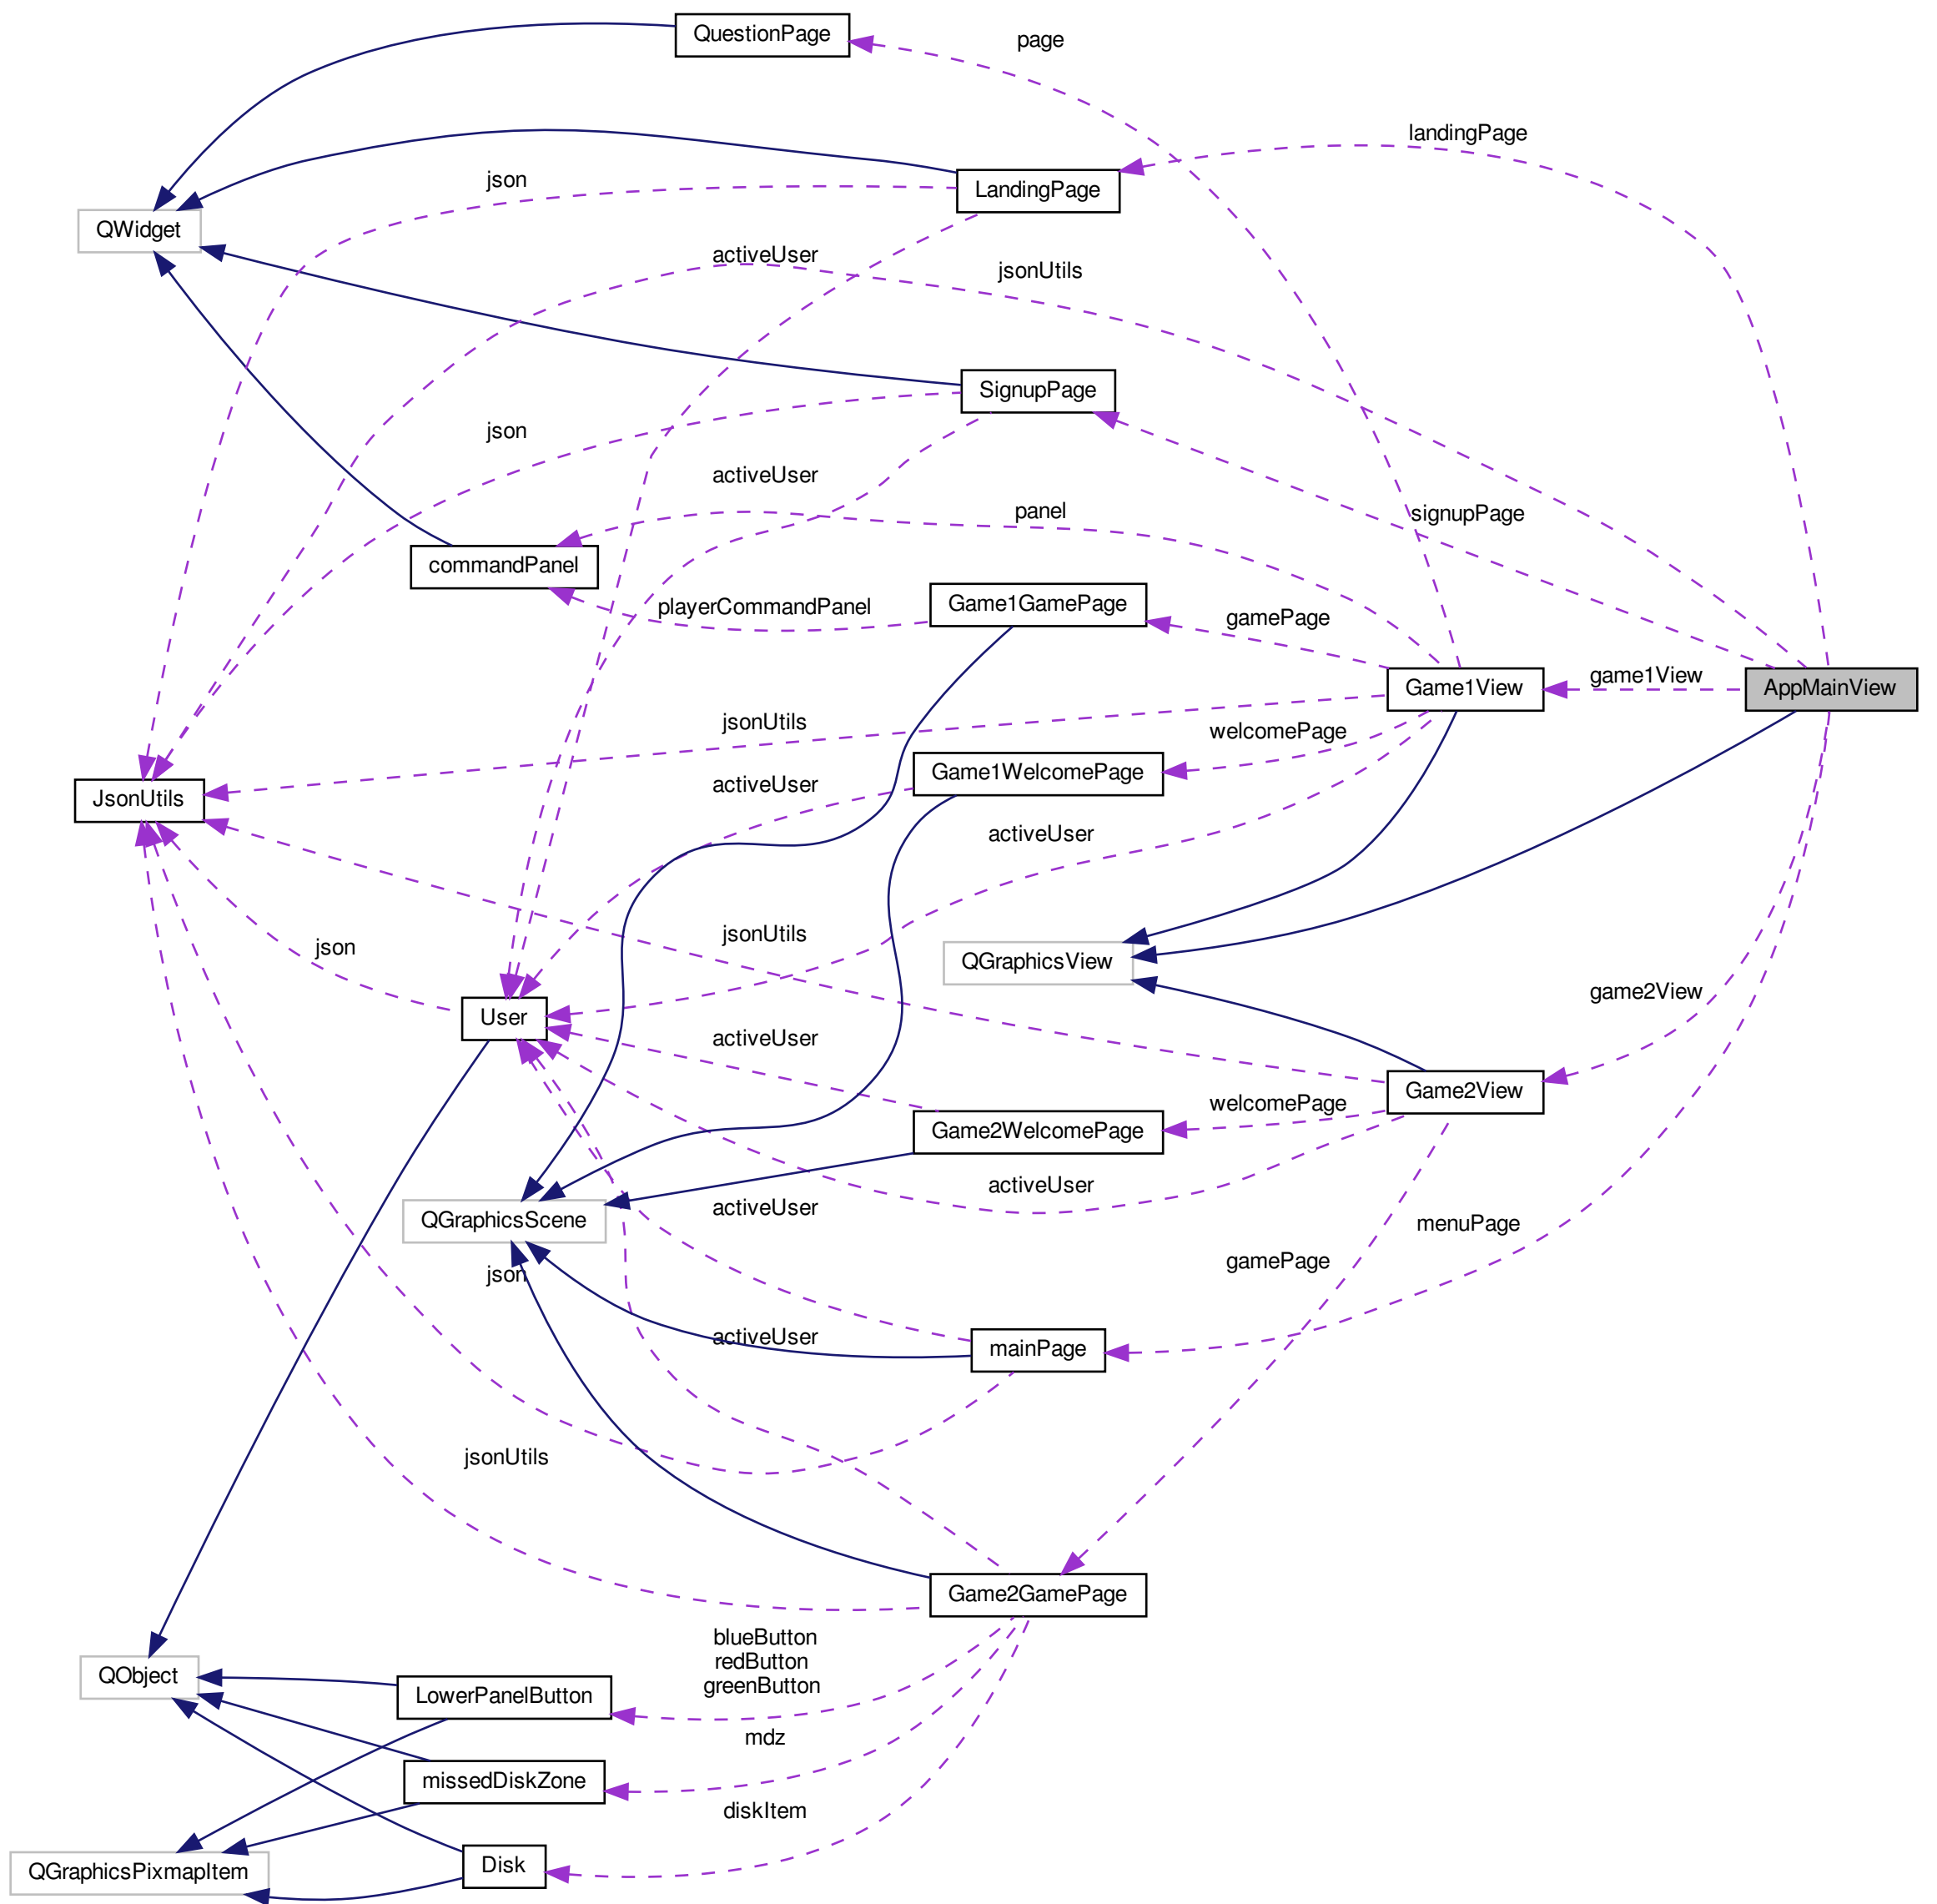 QuestionPage
page
landingPage
json
LandingPage
QWidget
activeUser
jsonUtils
SignupPage
json
activeUser
panel
signupPage
commandPanel
playerCommandPanel
Game1GamePage
gamePage
game1View
Game1View
AppMainView
jsonUtils
welcomePage
Game1WelcomePage
activeUser
JsonUtils
activeUser
json
jsonUtils
QGraphicsView
game2View
User
activeUser
Game2View
welcomePage
Game2WelcomePage
activeUser
activeUser
QGraphicsScene
menuPage
gamePage
json
activeUser
mainPage
jsonUtils
Game2GamePage
blueButton
redButton
greenButton
QObject
LowerPanelButton
mdz
missedDiskZone
diskItem
Disk
QGraphicsPixmapItem